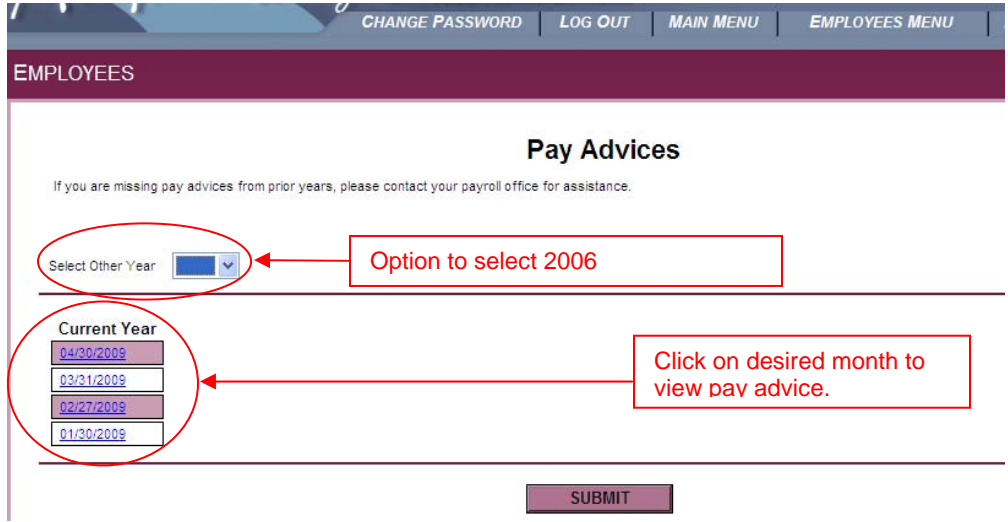 CHANGE PASSWORD LOG OUT MAIN MENU EMPLOYEES MENU
EMPLOYEES
Pay Advices
If you are missing pay advices from prior years, please contact your payroll office for assistance.
Select Other Year
Option to select 2006
Current Year
04/30/2009
03/31/2009
02/27/2009
01/30/2009
Click on desired month to
view pay advice.
SUBMIT